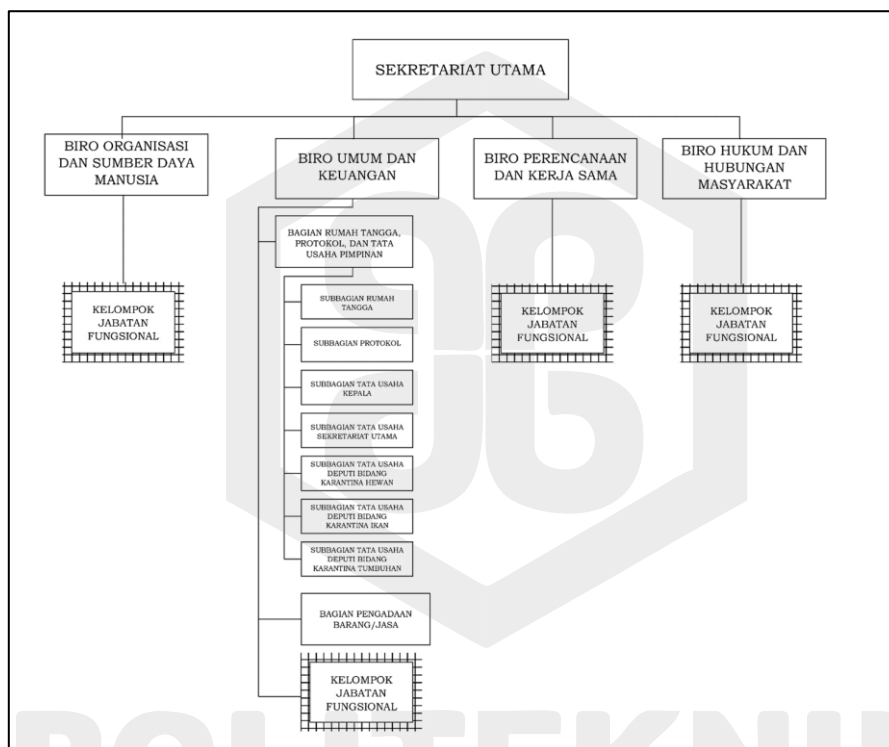 SEKRETARIAT UTAMA
BIRO ORGANISASI
DAN SUMBER DAYA
MANUSIA
BIRO UMUM DAN
KEUANGAN
BIRO PERENCANAAN
DAN KERJA SAMA
BIRO HUKUM DAN
HUBUNGAN
MASYARAKAT
BAGIAN RUMAH TANGGA,
PROTOKOL, DAN TATA
USAHA PIMPINAN
SUBBAGIAN RUMAH
TANGGA
SUBBAGIAN PROTOKOL
SUBBAGIAN TATA USAHA
KEPALA
SUBBAGIAN TATA USAHA
SEKRETARIAT UTAMA
SUBBAGIAN TATA USAHA
DEPUTI BIDANG
KARANTINA HEWAN
SUBBAGIAN TATA USAHA
DEPUTI BIDANG
KARANTINA IKAN
SUBBAGIAN TATA USAHA
DEPUTI BIDANG
KARANTINA TUMBUHAN
BAGIAN PENGADAAN
BARANG/JASA
KELOMPOK
JABATAN
FUNGSIONAL
KELOMPOK
JABATAN
FUNGSIONAL
KELOMPOK
JABATAN
FUNGSIONAL
KELOMPOK
JABATAN
FUNGSIONAL